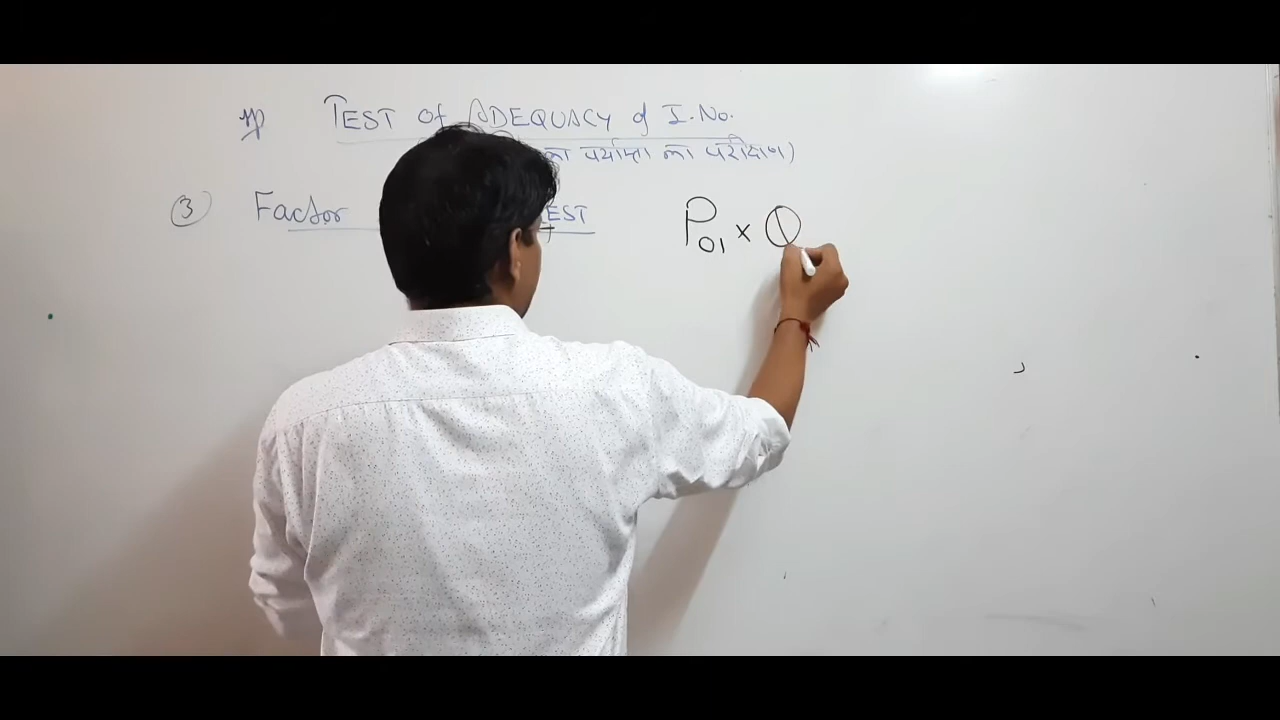 TEST of ADEQUACY of I.No.
का पर्याप्ता का परीक्षण)
③ Factor EST P01 × Q